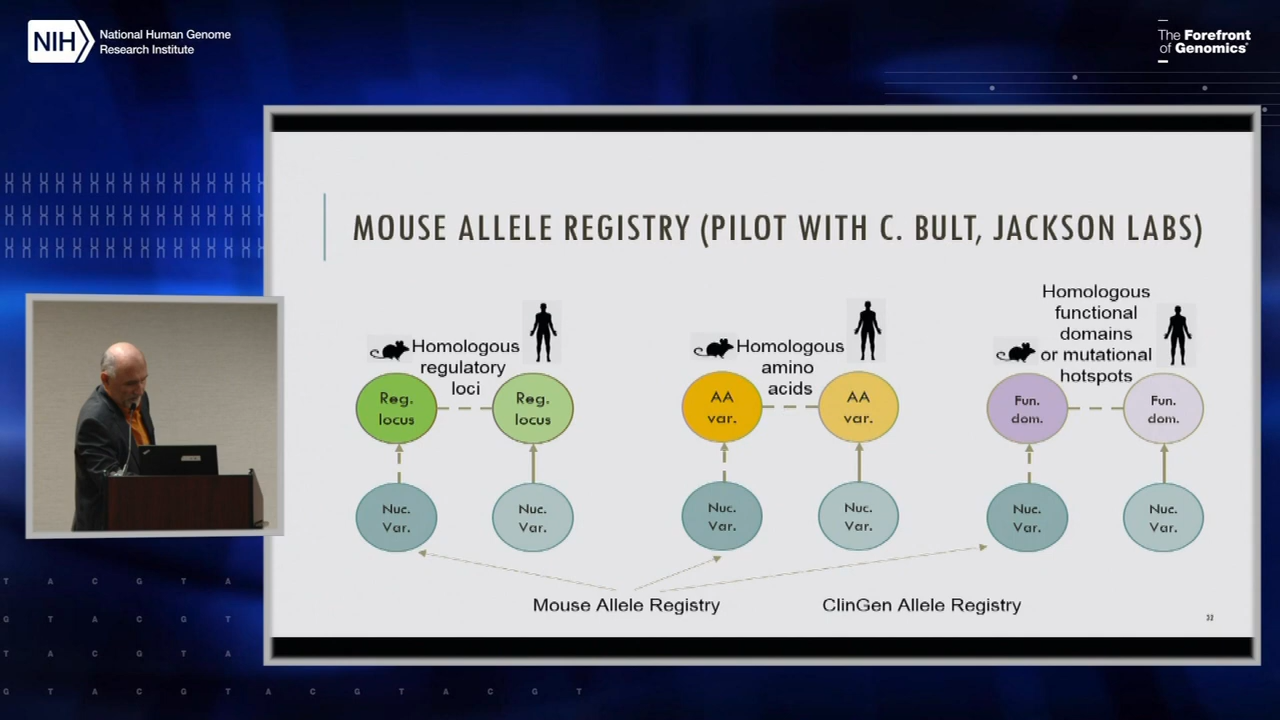 NIH
National Human Genome
Research Institute
The Forefront
of Genomics®
MOUSE ALLELE REGISTRY (PILOT WITH C. BULT, JACKSON LABS)
Homologous
regulatory
loci
Reg.
locus
Reg.
locus
Nuc.
Var.
Nuc.
Var.
Homologous
amino
acids
AA
var.
AA
var.
Nuc.
Var.
Nuc.
Var.
Homologous
functional
domains
or mutational
hotspots
Fun.
dom.
Fun.
dom.
Nuc.
Var.
Nuc.
Var.
Mouse Allele Registry
ClinGen Allele Registry
32
T A C G T A
G T A C G T A
T A C G T A
G T A C G T A C G T A C G T